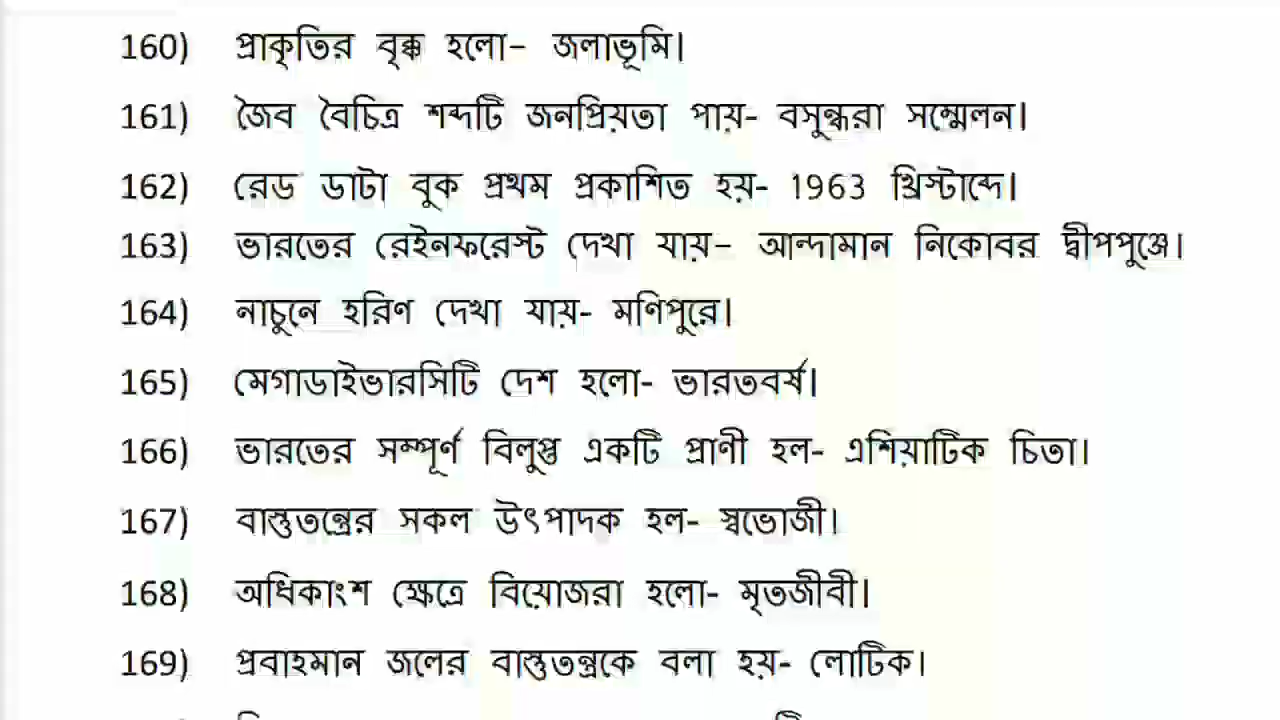 160) প্রাকৃতির বৃক্ক হলো- জলাভূমি।
161) জৈব বৈচিত্র শব্দটি জনপ্রিয়তা পায়- বসুন্ধরা সম্মেলন।
162) রেড ডাটা বুক প্রথম প্রকাশিত হয়- 1963 খ্রিস্টাব্দে।
163) ভারতের রেইনফরেস্ট দেখা যায়- আন্দামান নিকোবর দ্বীপপুঞ্জে।
164) নাচুনে হরিণ দেখা যায়- মণিপুরে।
165) মেগাডাইভারসিটি দেশ হলো- ভারতবর্ষ।
166) ভারতের সম্পূর্ণ বিলুপ্ত একটি প্রাণী হল- এশিয়াটিক চিতা।
167) বাস্তুতন্ত্রের সকল উৎপাদক হল- স্বভোজী।
168) অধিকাংশ ক্ষেত্রে বিয়োজরা হলো- মৃতজীবী।
169) প্রবাহমান জলের বাস্তুতন্ত্রকে বলা হয়- লোটিক।